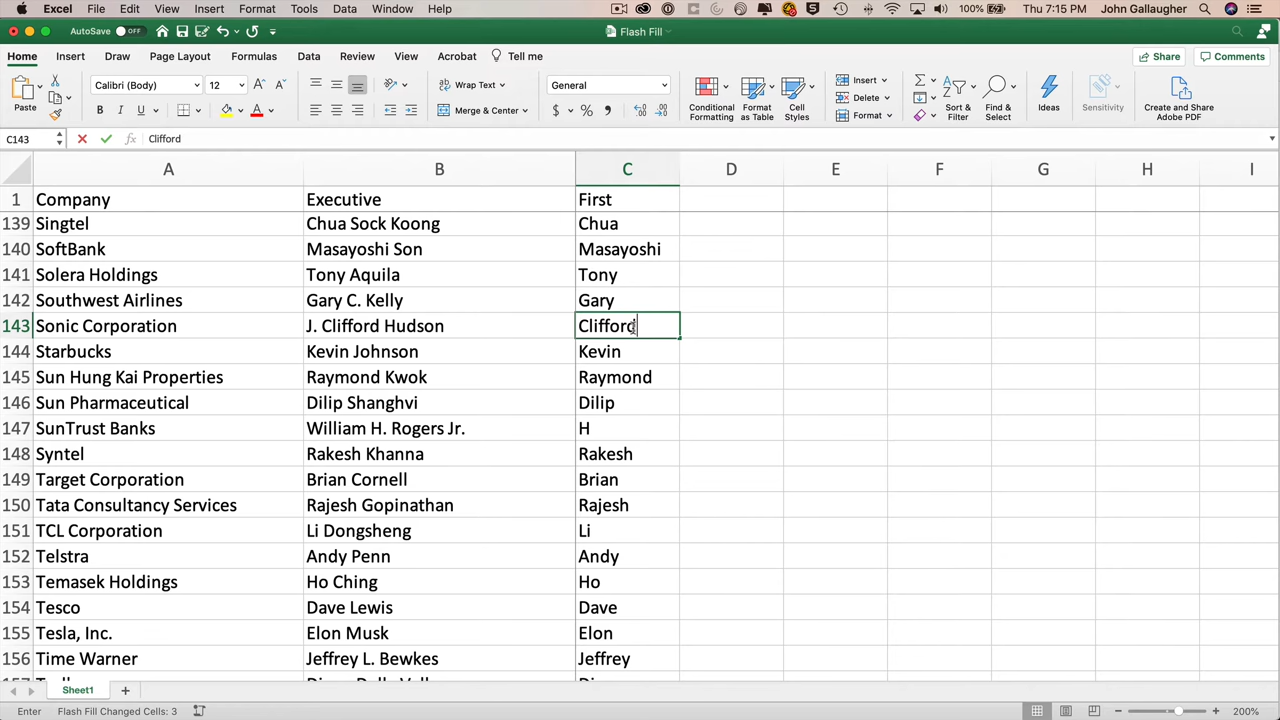 Excel File Edit View Insert Format Tools Data Window Help 100% Thu 7:15 PM John Gallaugher
AutoSave OFF Flash Fill
Home Insert Draw Page Layout Formulas Data Review View Acrobat Tell me Share Comments
Paste Calibri (Body) 12 A A Wrap Text General Insert Delete Format
B I U A Merge & Center $ % Conditional Formatting Format as Table Cell Styles Sort & Filter Find & Select Ideas Sensitivity Create and Share Adobe PDF
C143 fx Clifford
A B C D E F G H I
1 Company Executive First
139 Singtel Chua Sock Koong Chua
140 SoftBank Masayoshi Son Masayoshi
141 Solera Holdings Tony Aquila Tony
142 Southwest Airlines Gary C. Kelly Gary
143 Sonic Corporation J. Clifford Hudson Clifford
144 Starbucks Kevin Johnson Kevin
145 Sun Hung Kai Properties Raymond Kwok Raymond
146 Sun Pharmaceutical Dilip Shanghvi Dilip
147 SunTrust Banks William H. Rogers Jr. H
148 Syntel Rakesh Khanna Rakesh
149 Target Corporation Brian Cornell Brian
150 Tata Consultancy Services Rajesh Gopinathan Rajesh
151 TCL Corporation Li Dongsheng Li
152 Telstra Andy Penn Andy
153 Temasek Holdings Ho Ching Ho
154 Tesco Dave Lewis Dave
155 Tesla, Inc. Elon Musk Elon
156 Time Warner Jeffrey L. Bewkes Jeffrey
Sheet1
Enter Flash Fill Changed Cells: 3 200%